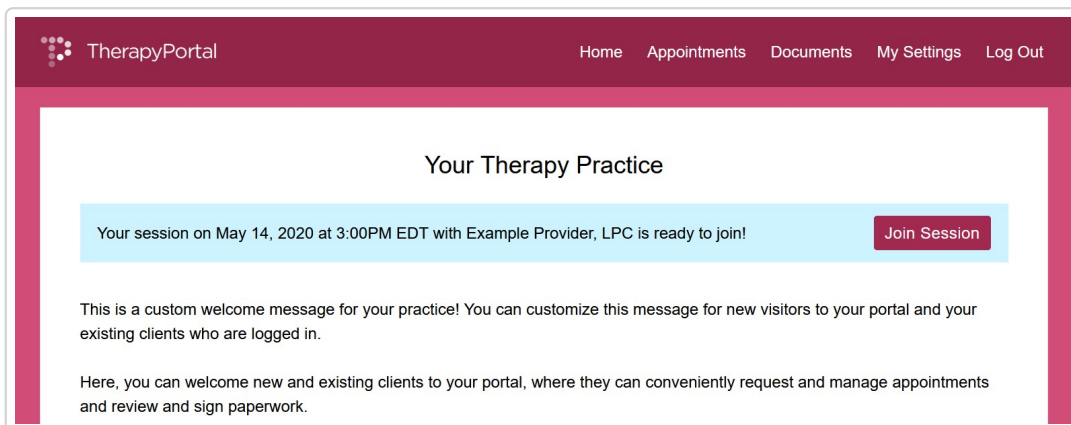 TherapyPortal
Home Appointments Documents My Settings Log Out
Your Therapy Practice
Your session on May 14, 2020 at 3:00PM EDT with Example Provider, LPC is ready to join!
Join Session
This is a custom welcome message for your practice! You can customize this message for new visitors to your portal and your
existing clients who are logged in.
Here, you can welcome new and existing clients to your portal, where they can conveniently request and manage appointments
and review and sign paperwork.